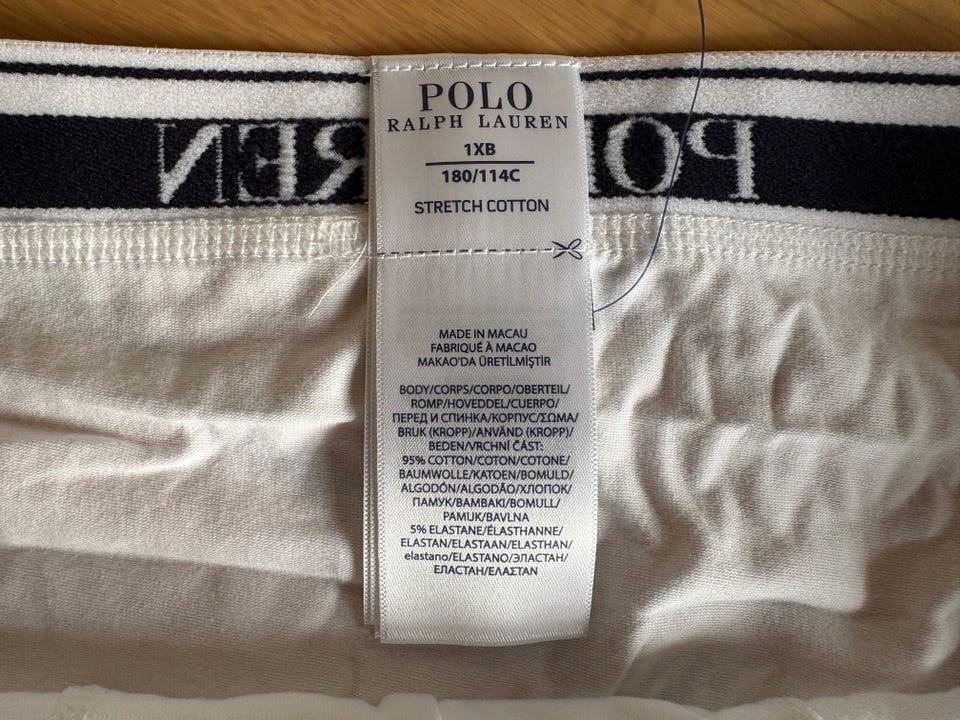 POLO
RALPH LAUREN
1XB
180/114C
STRETCH COTTON
MADE IN MACAU
FABRIQUÉ À MACAO
MAKAO'DA ÜRETİLMİŞTİR
BODY/CORPS/CORPO/OBERTEIL/
ROMP/HOVEDDEL/CUERPO/
ПЕРЕД И СПИНКА/КОРПУС/ΣΩΜΑ/
BRUK (KROPP)/ANVÄND (KROPP)/
BEDEN/VRCHNÍ ČÁST:
95% COTTON/COTON/COTONE/
BAUMWOLLE/KATOEN/BOMULD/
ALGODÓN/ALGODÃO/ХЛОПОК/
ПАМУК/BAMBAKI/BOMULL/
PAMUK/BAVLNA
5% ELASTANE/ÉLASTHANNE/
ELASTAN/ELASTAAN/ELASTHAN/
elastano/ELASTANO/ЭЛАСТАН/
ЕЛАСТАН/ΕΛΑΣΤΑΝ